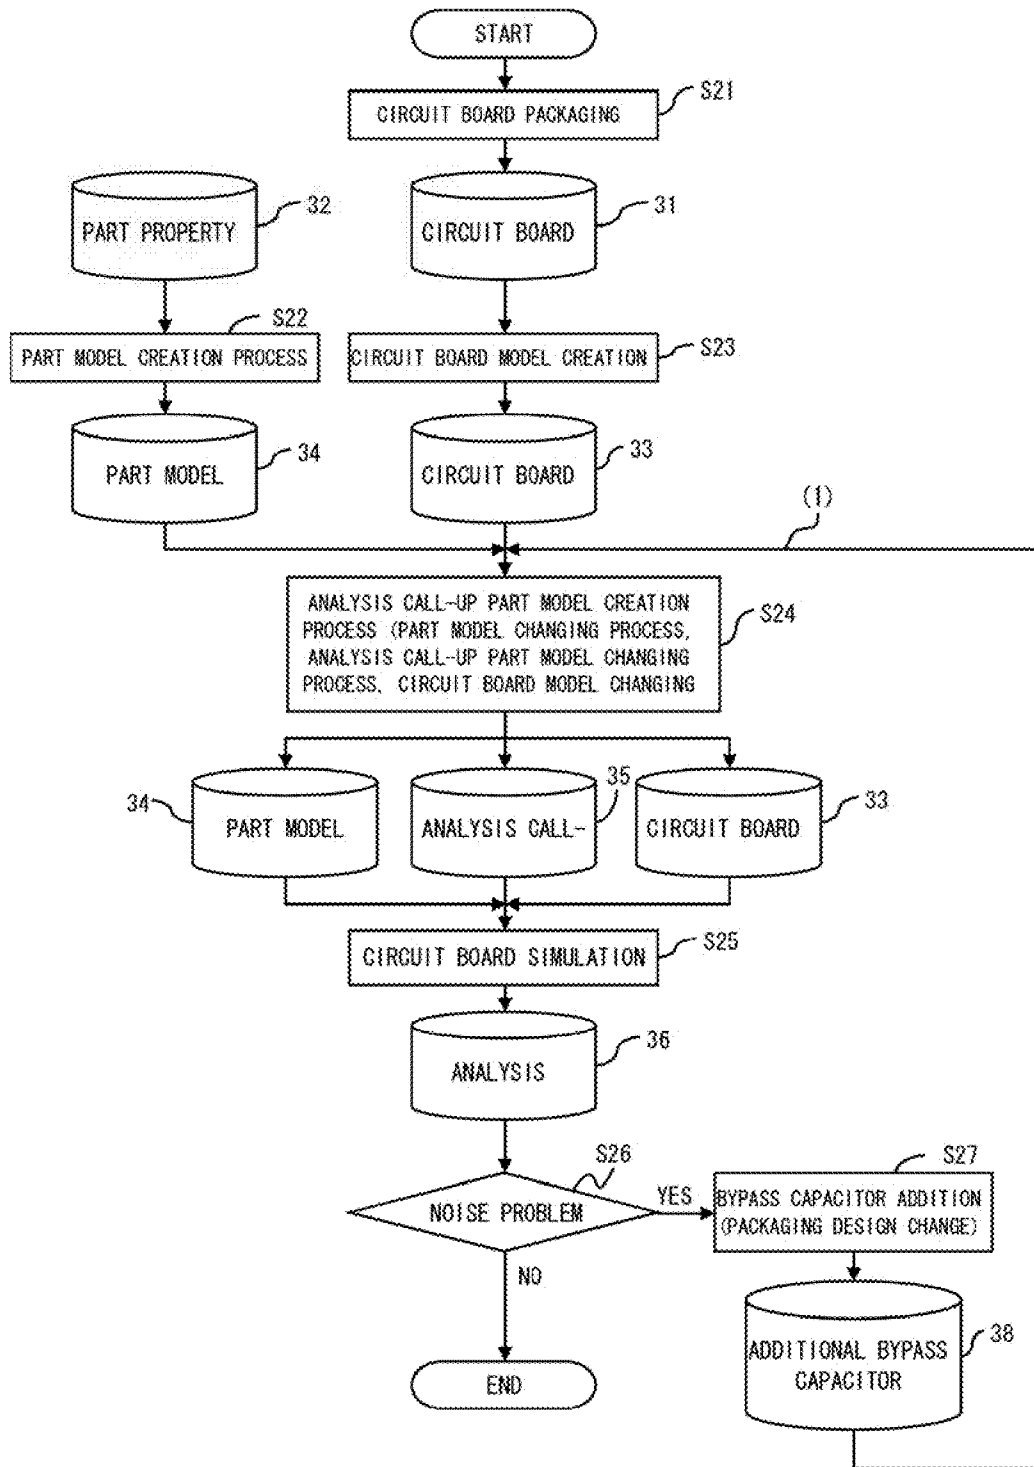 START
S21
CIRCUIT BOARD PACKAGING
32
PART PROPERTY
31
CIRCUIT BOARD
S22
PART MODEL CREATION PROCESS
S23
CIRCUIT BOARD MODEL CREATION
34
PART MODEL
33
CIRCUIT BOARD
(1)
ANALYSIS CALL-UP PART MODEL CREATION
PROCESS (PART MODEL CHANGING PROCESS,
ANALYSIS CALL-UP PART MODEL CHANGING
PROCESS, CIRCUIT BOARD MODEL CHANGING
S24
34
PART MODEL
35
ANALYSIS CALL-
33
CIRCUIT BOARD
CIRCUIT BOARD SIMULATION
S25
36
ANALYSIS
S26
NOISE PROBLEM
YES
NO
S27
BYPASS CAPACITOR ADDITION
(PACKAGING DESIGN CHANGE)
38
ADDITIONAL BYPASS
CAPACITOR
END